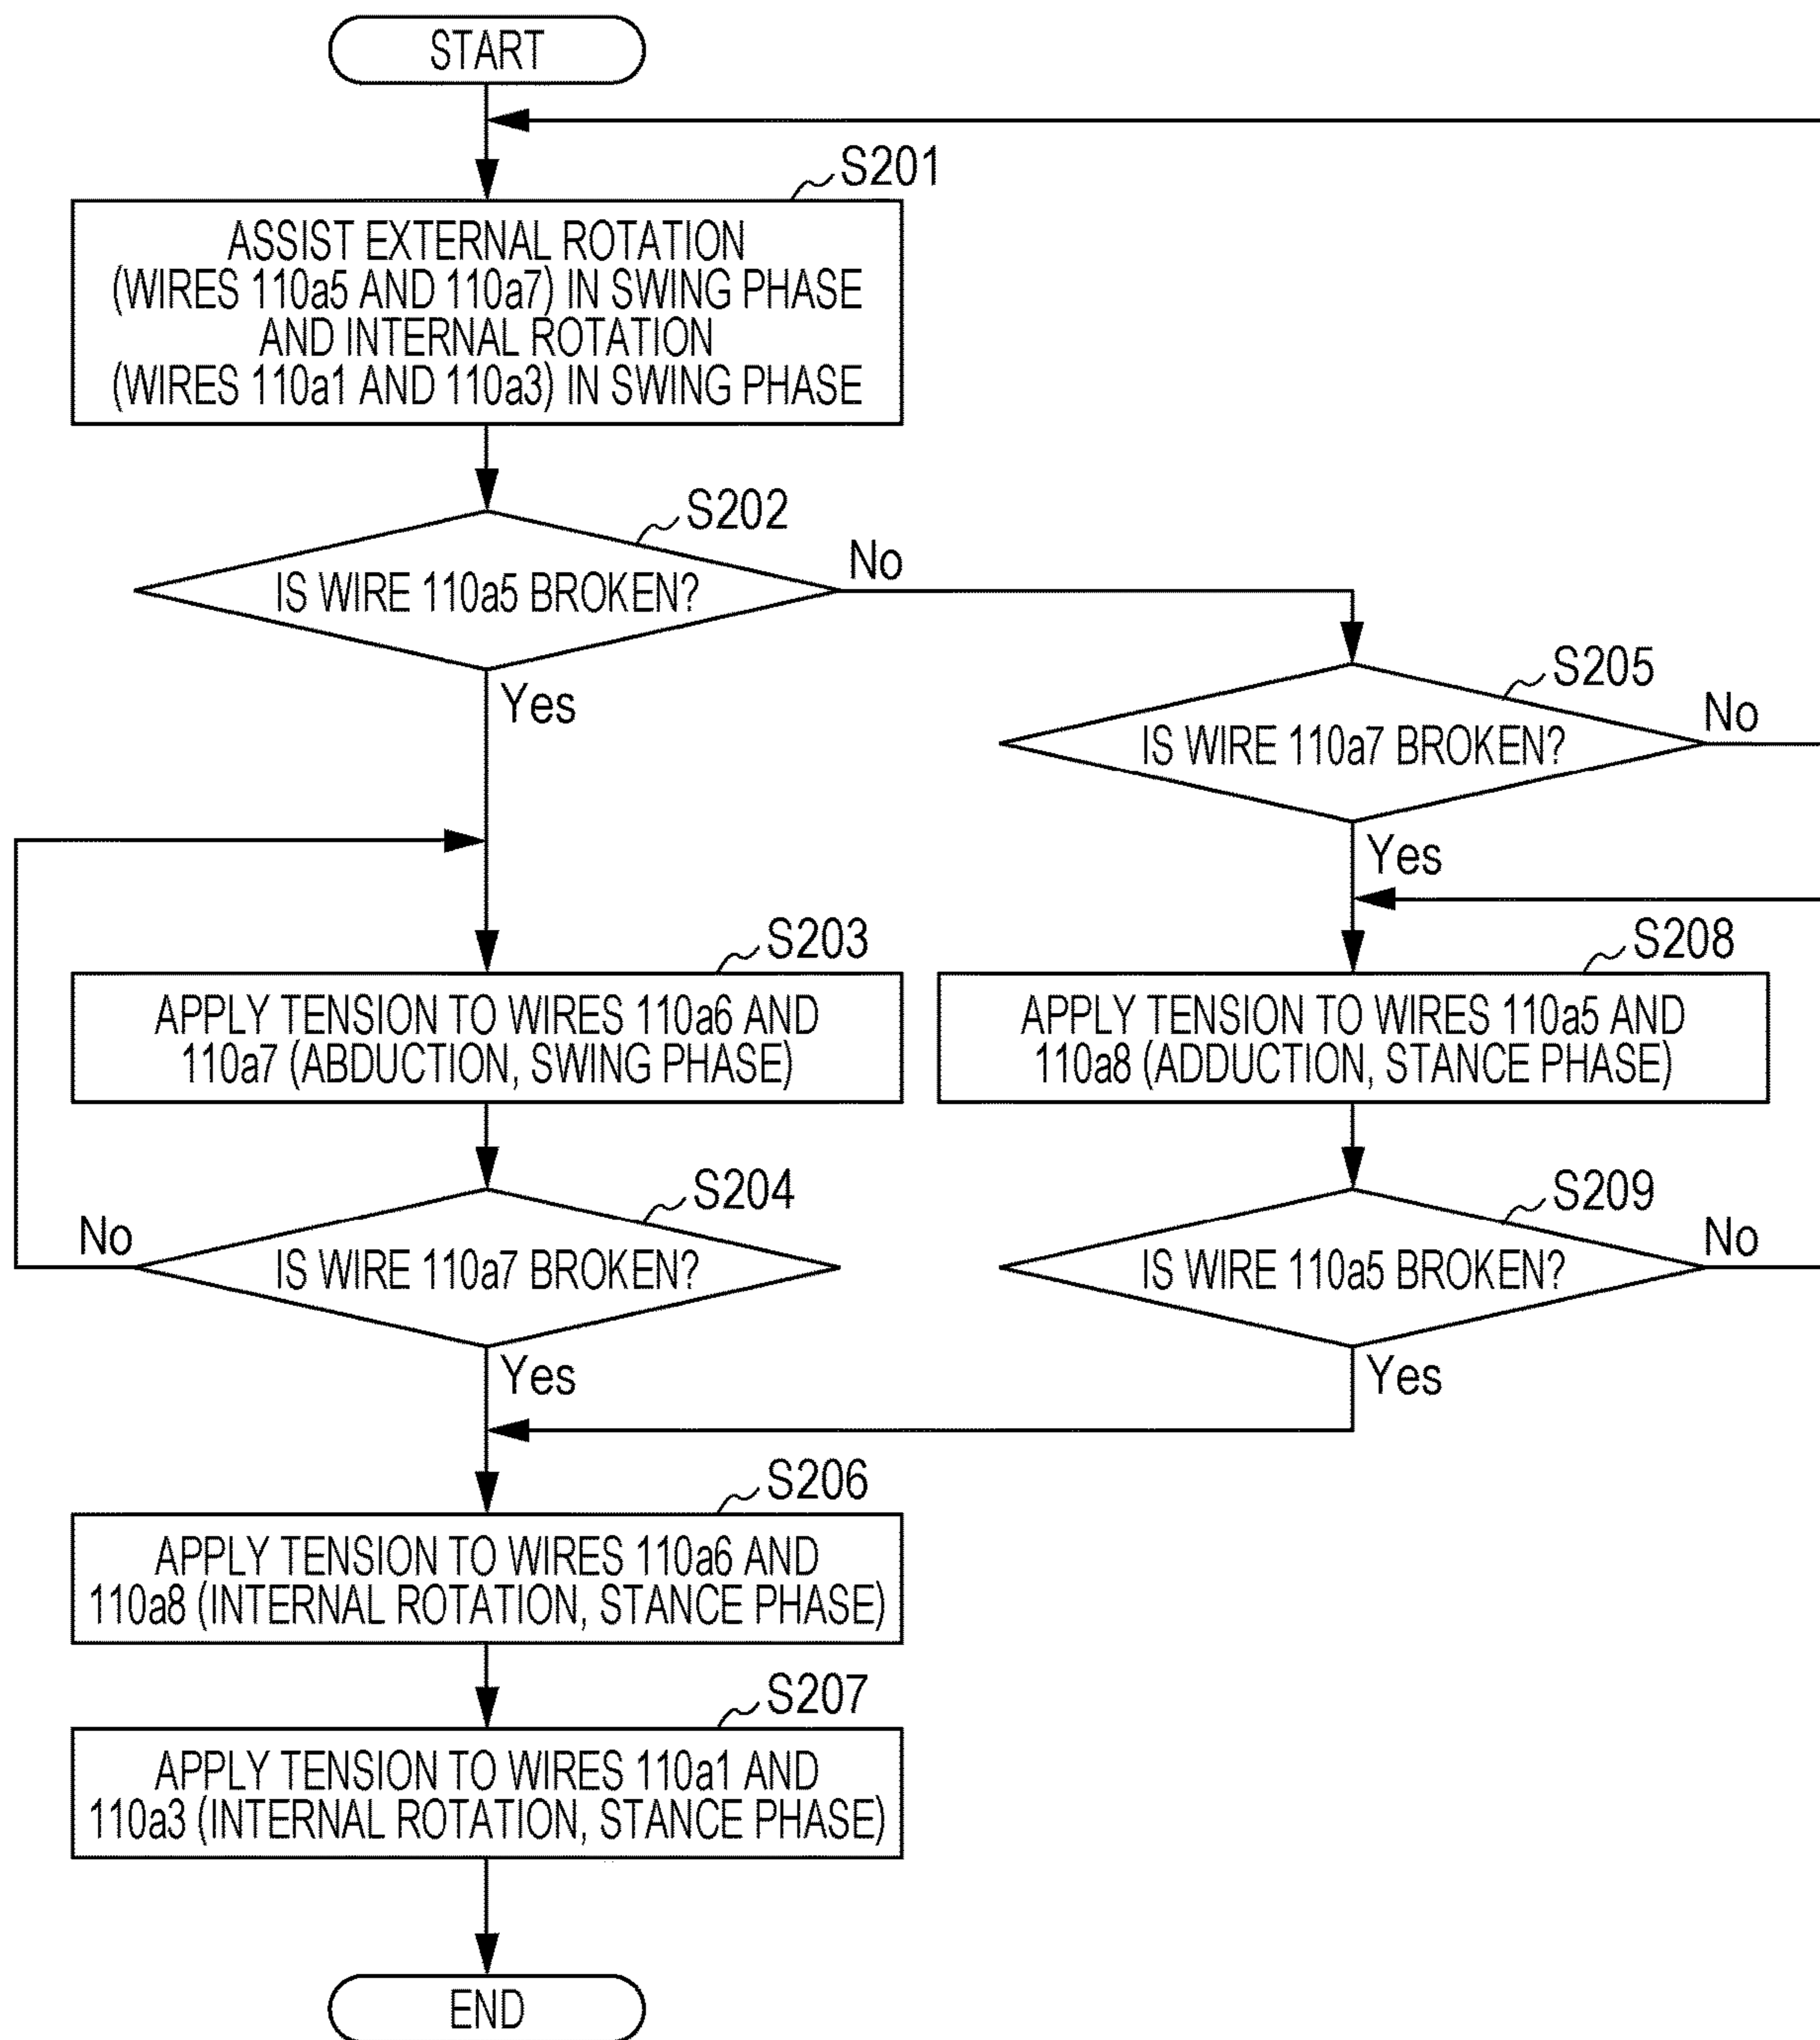 START
S201
ASSIST EXTERNAL ROTATION
(WIRES 110a5 AND 110a7) IN SWING PHASE
AND INTERNAL ROTATION
(WIRES 110a1 AND 110a3) IN SWING PHASE
S202
IS WIRE 110a5 BROKEN?
No
Yes
S205
IS WIRE 110a7 BROKEN?
No
Yes
S203
APPLY TENSION TO WIRES 110a6 AND
110a7 (ABDUCTION, SWING PHASE)
S208
APPLY TENSION TO WIRES 110a5 AND
110a8 (ADDUCTION, STANCE PHASE)
S204
IS WIRE 110a7 BROKEN?
No
Yes
S209
IS WIRE 110a5 BROKEN?
No
Yes
S206
APPLY TENSION TO WIRES 110a6 AND
110a8 (INTERNAL ROTATION, STANCE PHASE)
S207
APPLY TENSION TO WIRES 110a1 AND
110a3 (INTERNAL ROTATION, STANCE PHASE)
END